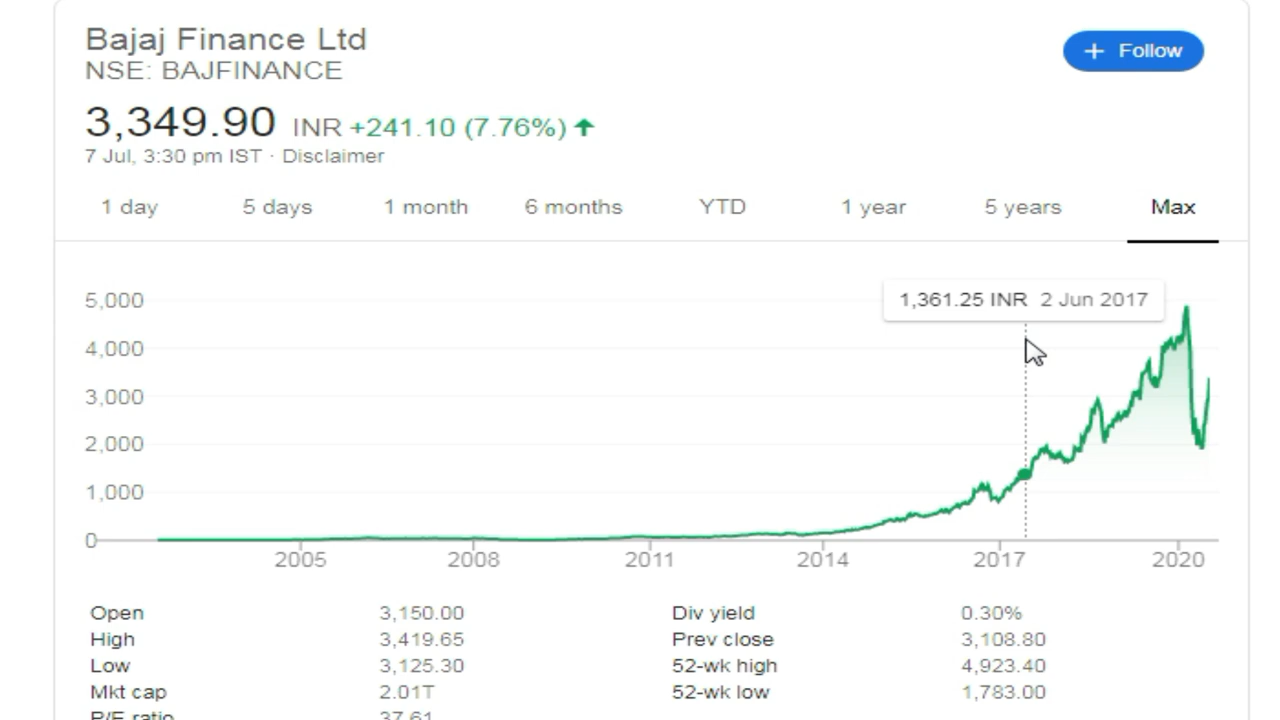 Bajaj Finance Ltd
+ Follow
NSE: BAJFINANCE
3,349.90 INR +241.10 (7.76%)
7 Jul, 3:30 pm IST · Disclaimer
1 day 5 days 1 month 6 months YTD 1 year 5 years Max
1,361.25 INR 2 Jun 2017
5,000
4,000
3,000
2,000
1,000
0
2005 2008 2011 2014 2017 2020
Open 3,150.00 Div yield 0.30%
High 3,419.65 Prev close 3,108.80
Low 3,125.30 52-wk high 4,923.40
Mkt cap 2.01T 52-wk low 1,783.00
P/E ratio 37.61